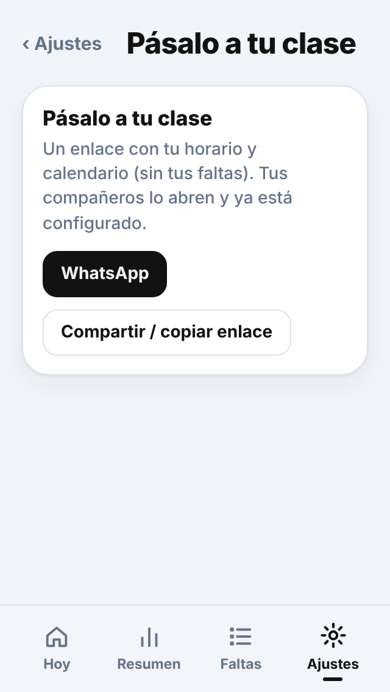 ‹ Ajustes
Pásalo a tu clase
Pásalo a tu clase
Un enlace con tu horario y
calendario (sin tus faltas). Tus
compañeros lo abren y ya está
configurado.
WhatsApp
Compartir / copiar enlace
Hoy
Resumen
Faltas
Ajustes